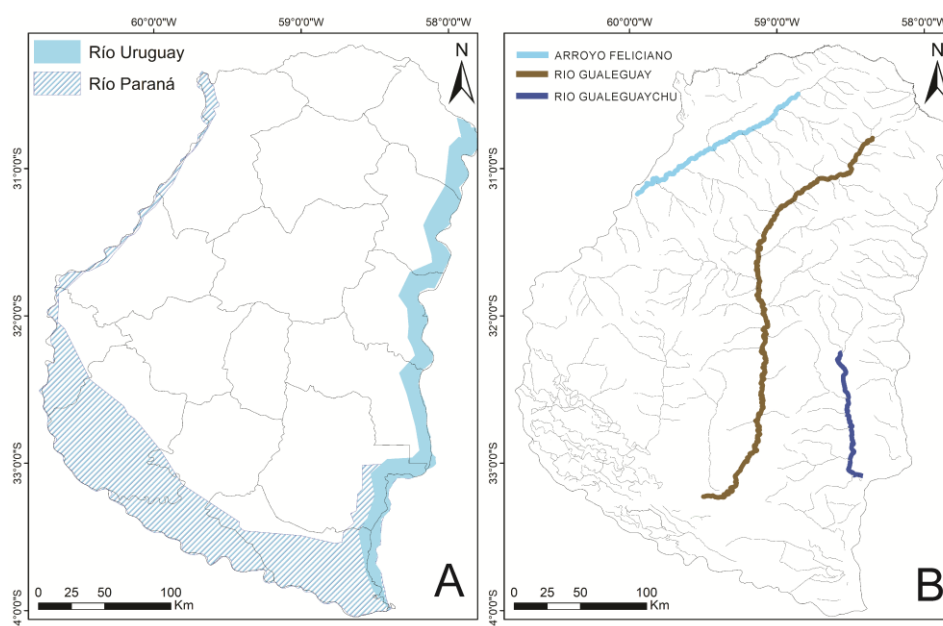 60°0'0"W 59°0'0"W 58°0'0"W
Río Uruguay
Río Paraná
N
31°0'0"S
32°0'0"S
33°0'0"S
4°0'0"S
0 25 50 100
Km
A
60°0'0"W 59°0'0"W 58°0'0"W
ARROYO FELICIANO
RIO GUALEGUAY
RIO GUALEGUAYCHU
N
31°0'0"S
32°0'0"S
33°0'0"S
4°0'0"S
0 25 50 100
Km
B